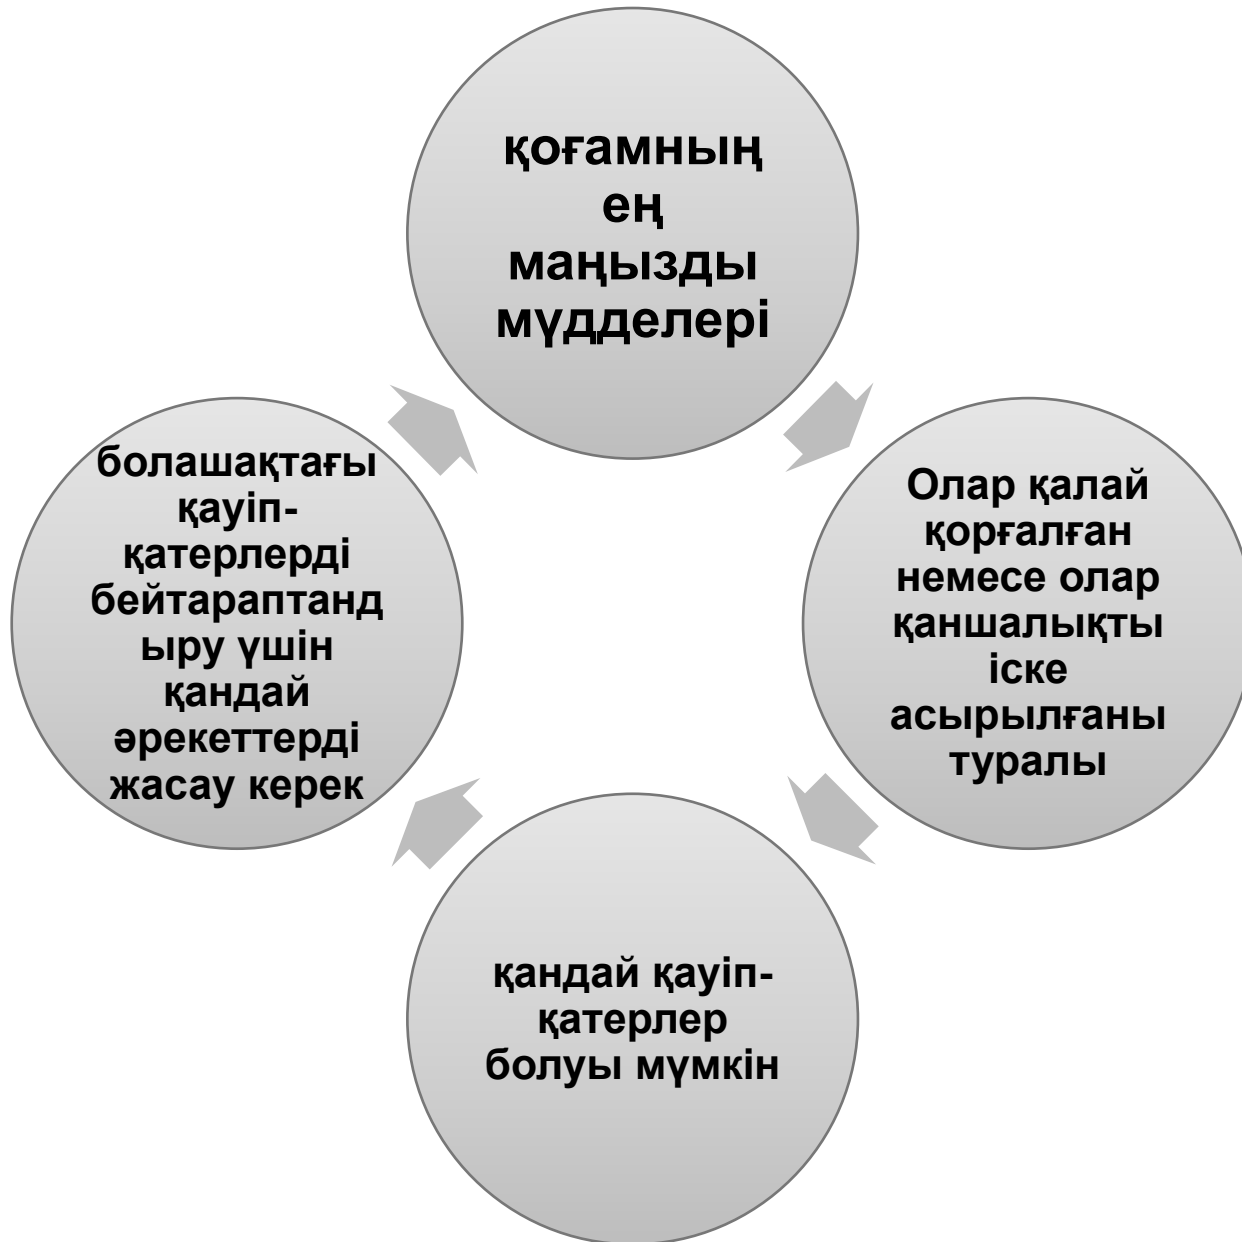 қоғамның
ең
маңызды
мүдделері
Олар қалай
қорғалған
немесе олар
қаншалықты
іске
асырылғаны
туралы
қандай қауіп-
қатерлер
болуы мүмкін
болашақтағы
қауіп-
қатерлерді
бейтараптанд
ыру үшін
қандай
әрекеттерді
жасау керек